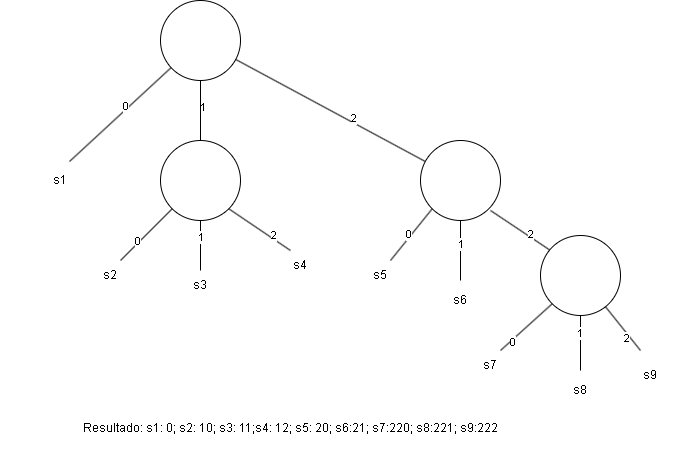 0
1
2
s1
0
1
2
0
1
2
s2
s3
s4
s5
s6
0
1
2
s7
s8
s9
Resultado: s1: 0; s2: 10; s3: 11;s4: 12; s5: 20; s6:21; s7:220; s8:221; s9:222